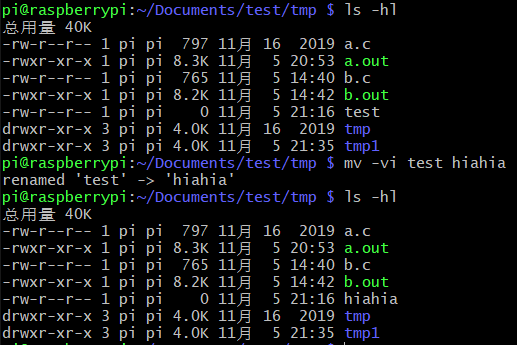 pi@raspberrypi:~/Documents/test/tmp $ ls -hl
总用量 40K
-rw-r--r-- 1 pi pi  797 11月 16  2019 a.c
-rwxr-xr-x 1 pi pi 8.3K 11月  5 20:53 a.out
-rw-r--r-- 1 pi pi  765 11月  5 14:40 b.c
-rwxr-xr-x 1 pi pi 8.2K 11月  5 14:42 b.out
-rw-r--r-- 1 pi pi    0 11月  5 21:16 test
drwxr-xr-x 3 pi pi 4.0K 11月 16  2019 tmp
drwxr-xr-x 3 pi pi 4.0K 11月  5 21:35 tmp1
pi@raspberrypi:~/Documents/test/tmp $ mv -vi test hiahia
renamed 'test' -> 'hiahia'
pi@raspberrypi:~/Documents/test/tmp $ ls -hl
总用量 40K
-rw-r--r-- 1 pi pi  797 11月 16  2019 a.c
-rwxr-xr-x 1 pi pi 8.3K 11月  5 20:53 a.out
-rw-r--r-- 1 pi pi  765 11月  5 14:40 b.c
-rwxr-xr-x 1 pi pi 8.2K 11月  5 14:42 b.out
-rw-r--r-- 1 pi pi    0 11月  5 21:16 hiahia
drwxr-xr-x 3 pi pi 4.0K 11月 16  2019 tmp
drwxr-xr-x 3 pi pi 4.0K 11月  5 21:35 tmp1